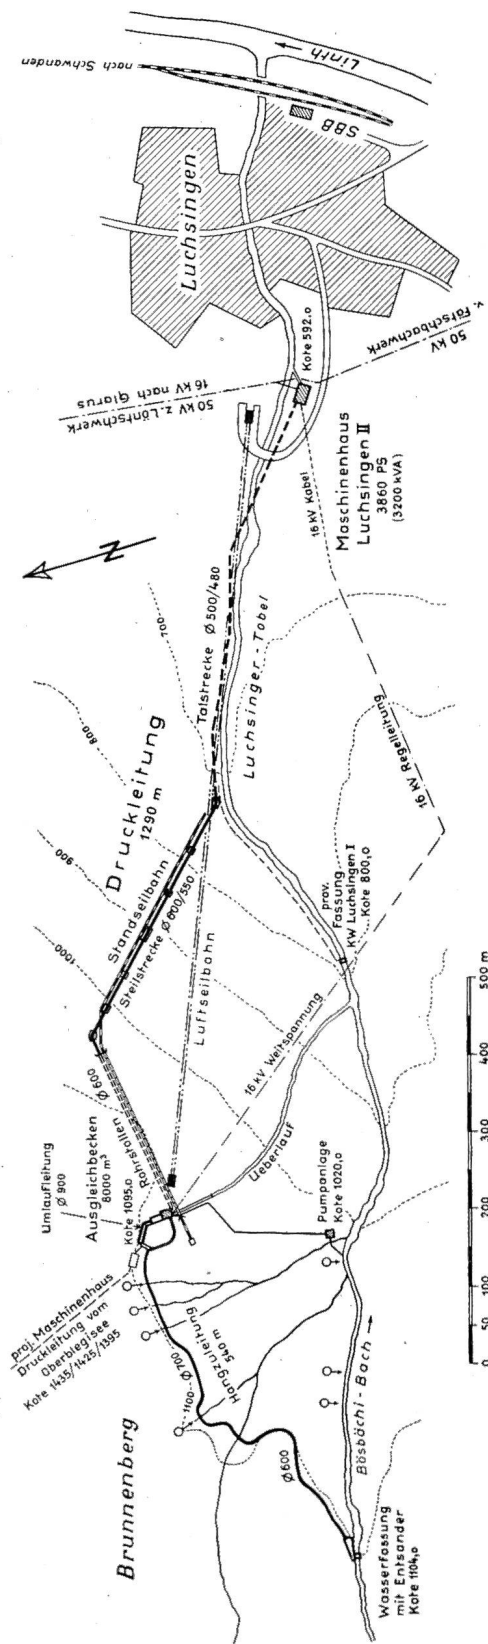 Brunnenberg
Wasserfassung
mit Entsander
Kote 1104,0
Bösbächi-Bach
Ø 600
Hangzuleitung
540 m
Ø 700
1100
proj. Maschinenhaus
Druckleitung vom
Oberblegisee
Kote 1435/1425/1395
Umlaufleitung
Ø 900
Ausgleichbecken
8000 m³
Kote 1095,0
Rohrstollen
Ø 600
Pumpanlage
Kote 1020,0
Ueberlauf
16 kV Weitspannung
Luftseilbahn
Standseilbahn
Steilstrecke Ø 600/550
Druckleitung
1290 m
1000
900
800
700
prov.
Fassung
KW Luchsingen I
Kote 800,0
16 kV Regelleitung
Luchsinger-Tobel
Talstrecke Ø 500/480
N
16 kV Kabel
Maschinenhaus
Luchsingen II
3860 PS
(3200 kVA)
Kote 592,0
50 kV z. Löntschwerk
16 kV nach Glarus
50 kV
v. Fätschbachwerk
Luchsingen
SBB
nach Schwanden
Linth
0 50 100 200 300 400 500 m